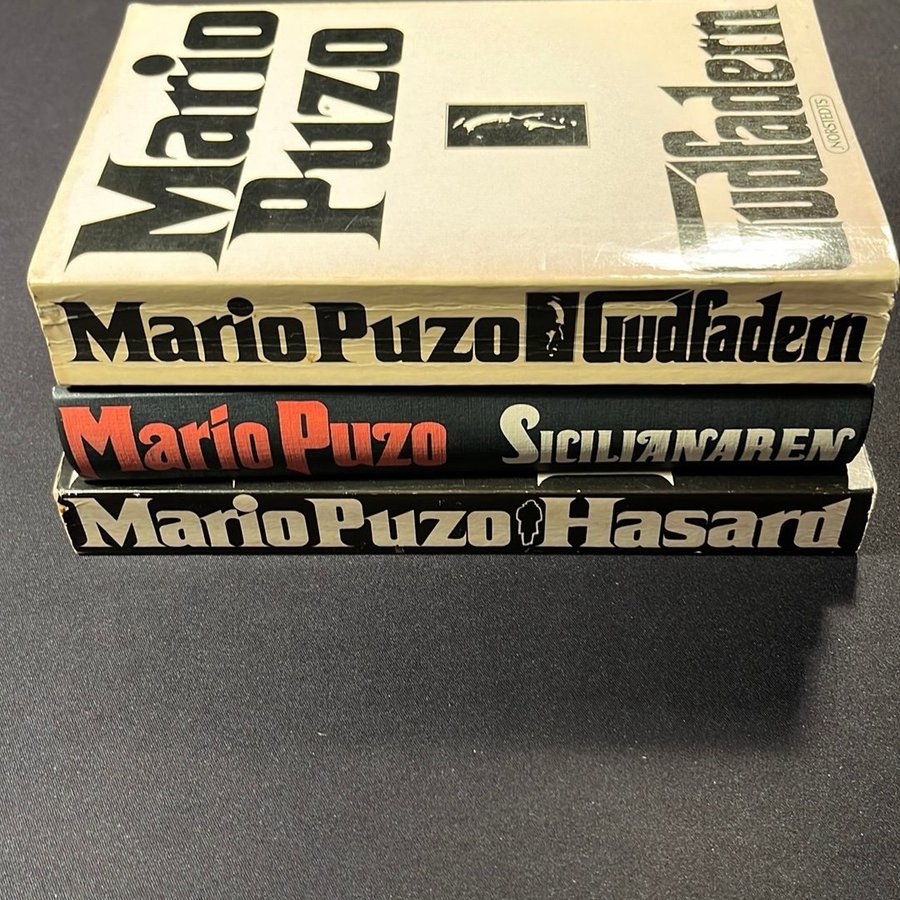 Mario
Puzo
Gudfadern
NORSTEDTS
Mario Puzo Gudfadern
Mario Puzo SICILIANAREN
Mario Puzo Hasard